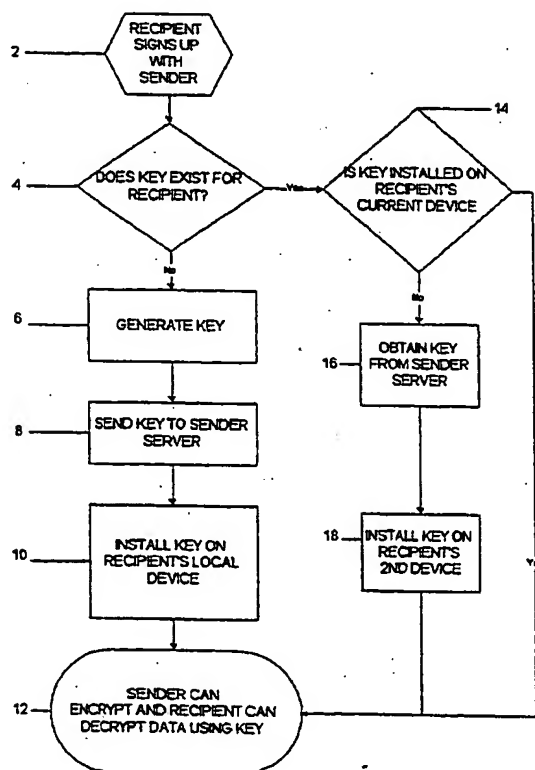 2
RECIPIENT
SIGNS UP
WITH
SENDER
14
4
DOES KEY EXIST FOR
RECIPIENT?
Yes
IS KEY INSTALLED ON
RECIPIENT'S
CURRENT DEVICE
No
No
6
GENERATE KEY
16
OBTAIN KEY
FROM SENDER
SERVER
8
SEND KEY TO SENDER
SERVER
10
INSTALL KEY ON
RECIPIENT'S LOCAL
DEVICE
18
INSTALL KEY ON
RECIPIENT'S
2ND DEVICE
12
SENDER CAN
ENCRYPT AND RECIPIENT CAN
DECRYPT DATA USING KEY